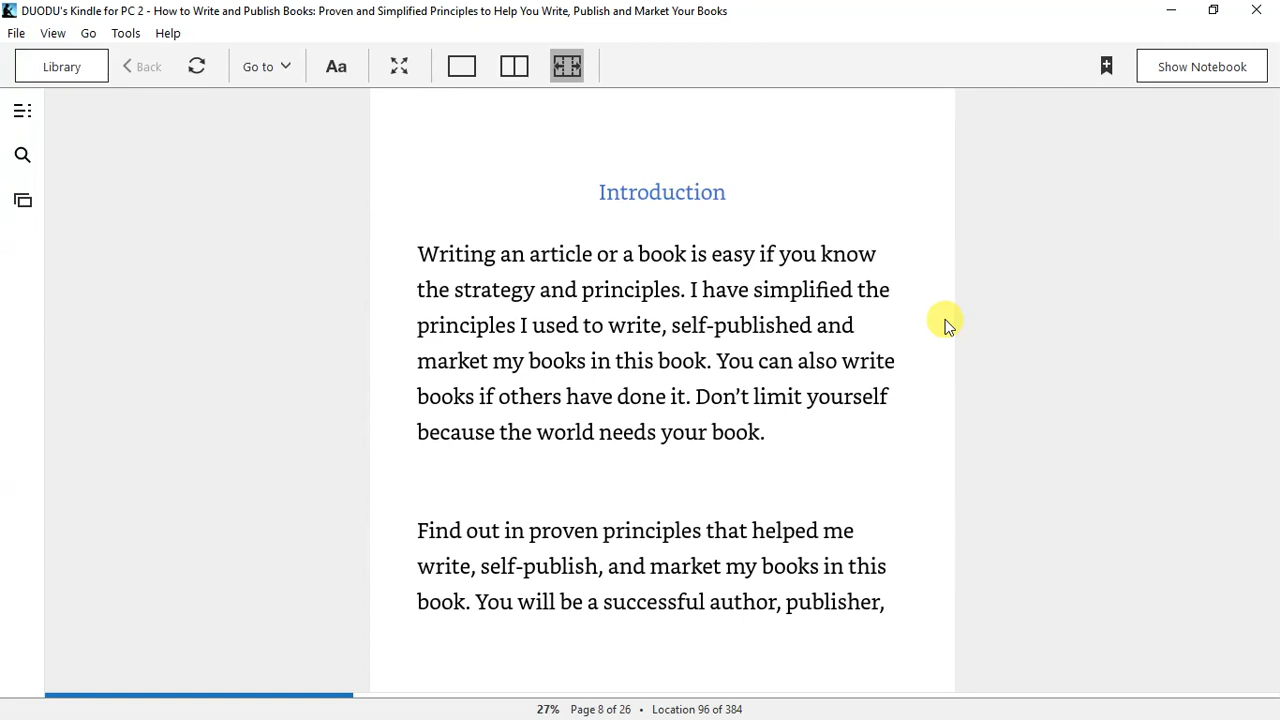 DUODU's Kindle for PC 2 - How to Write and Publish Books: Proven and Simplified Principles to Help You Write, Publish and Market Your Books
File View Go Tools Help
Library Back Go to Aa Show Notebook
Introduction
Writing an article or a book is easy if you know
the strategy and principles. I have simplified the
principles I used to write, self-published and
market my books in this book. You can also write
books if others have done it. Don’t limit yourself
because the world needs your book.
Find out in proven principles that helped me
write, self-publish, and market my books in this
book. You will be a successful author, publisher,
27% Page 8 of 26 • Location 96 of 384